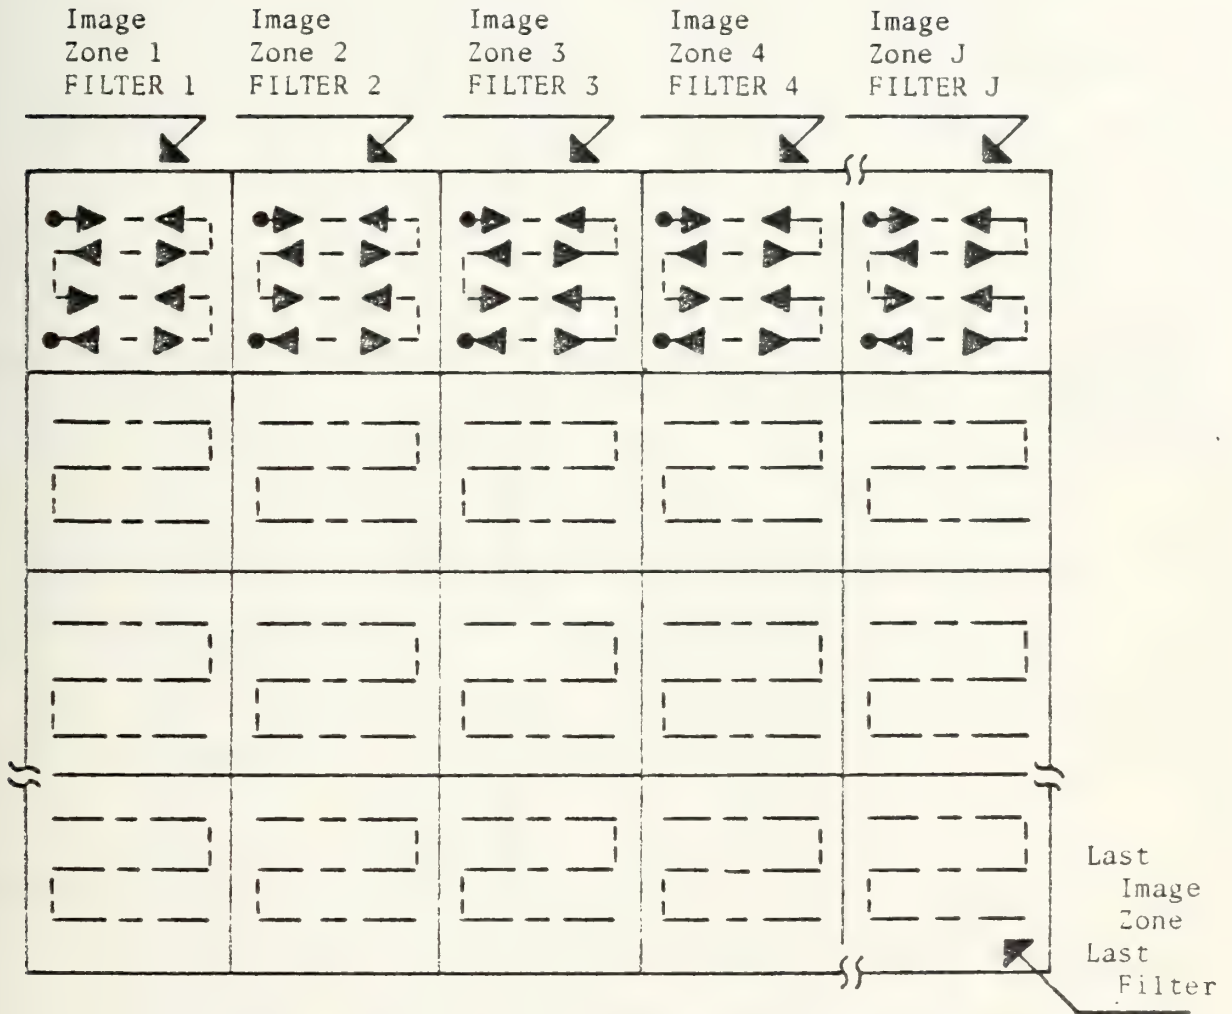 Image
Zone 1
FILTER 1
Image
Zone 2
FILTER 2
Image
Zone 3
FILTER 3
Image
Zone 4
FILTER 4
Image
Zone J
FILTER J
Last
Image
Zone
Last
Filter